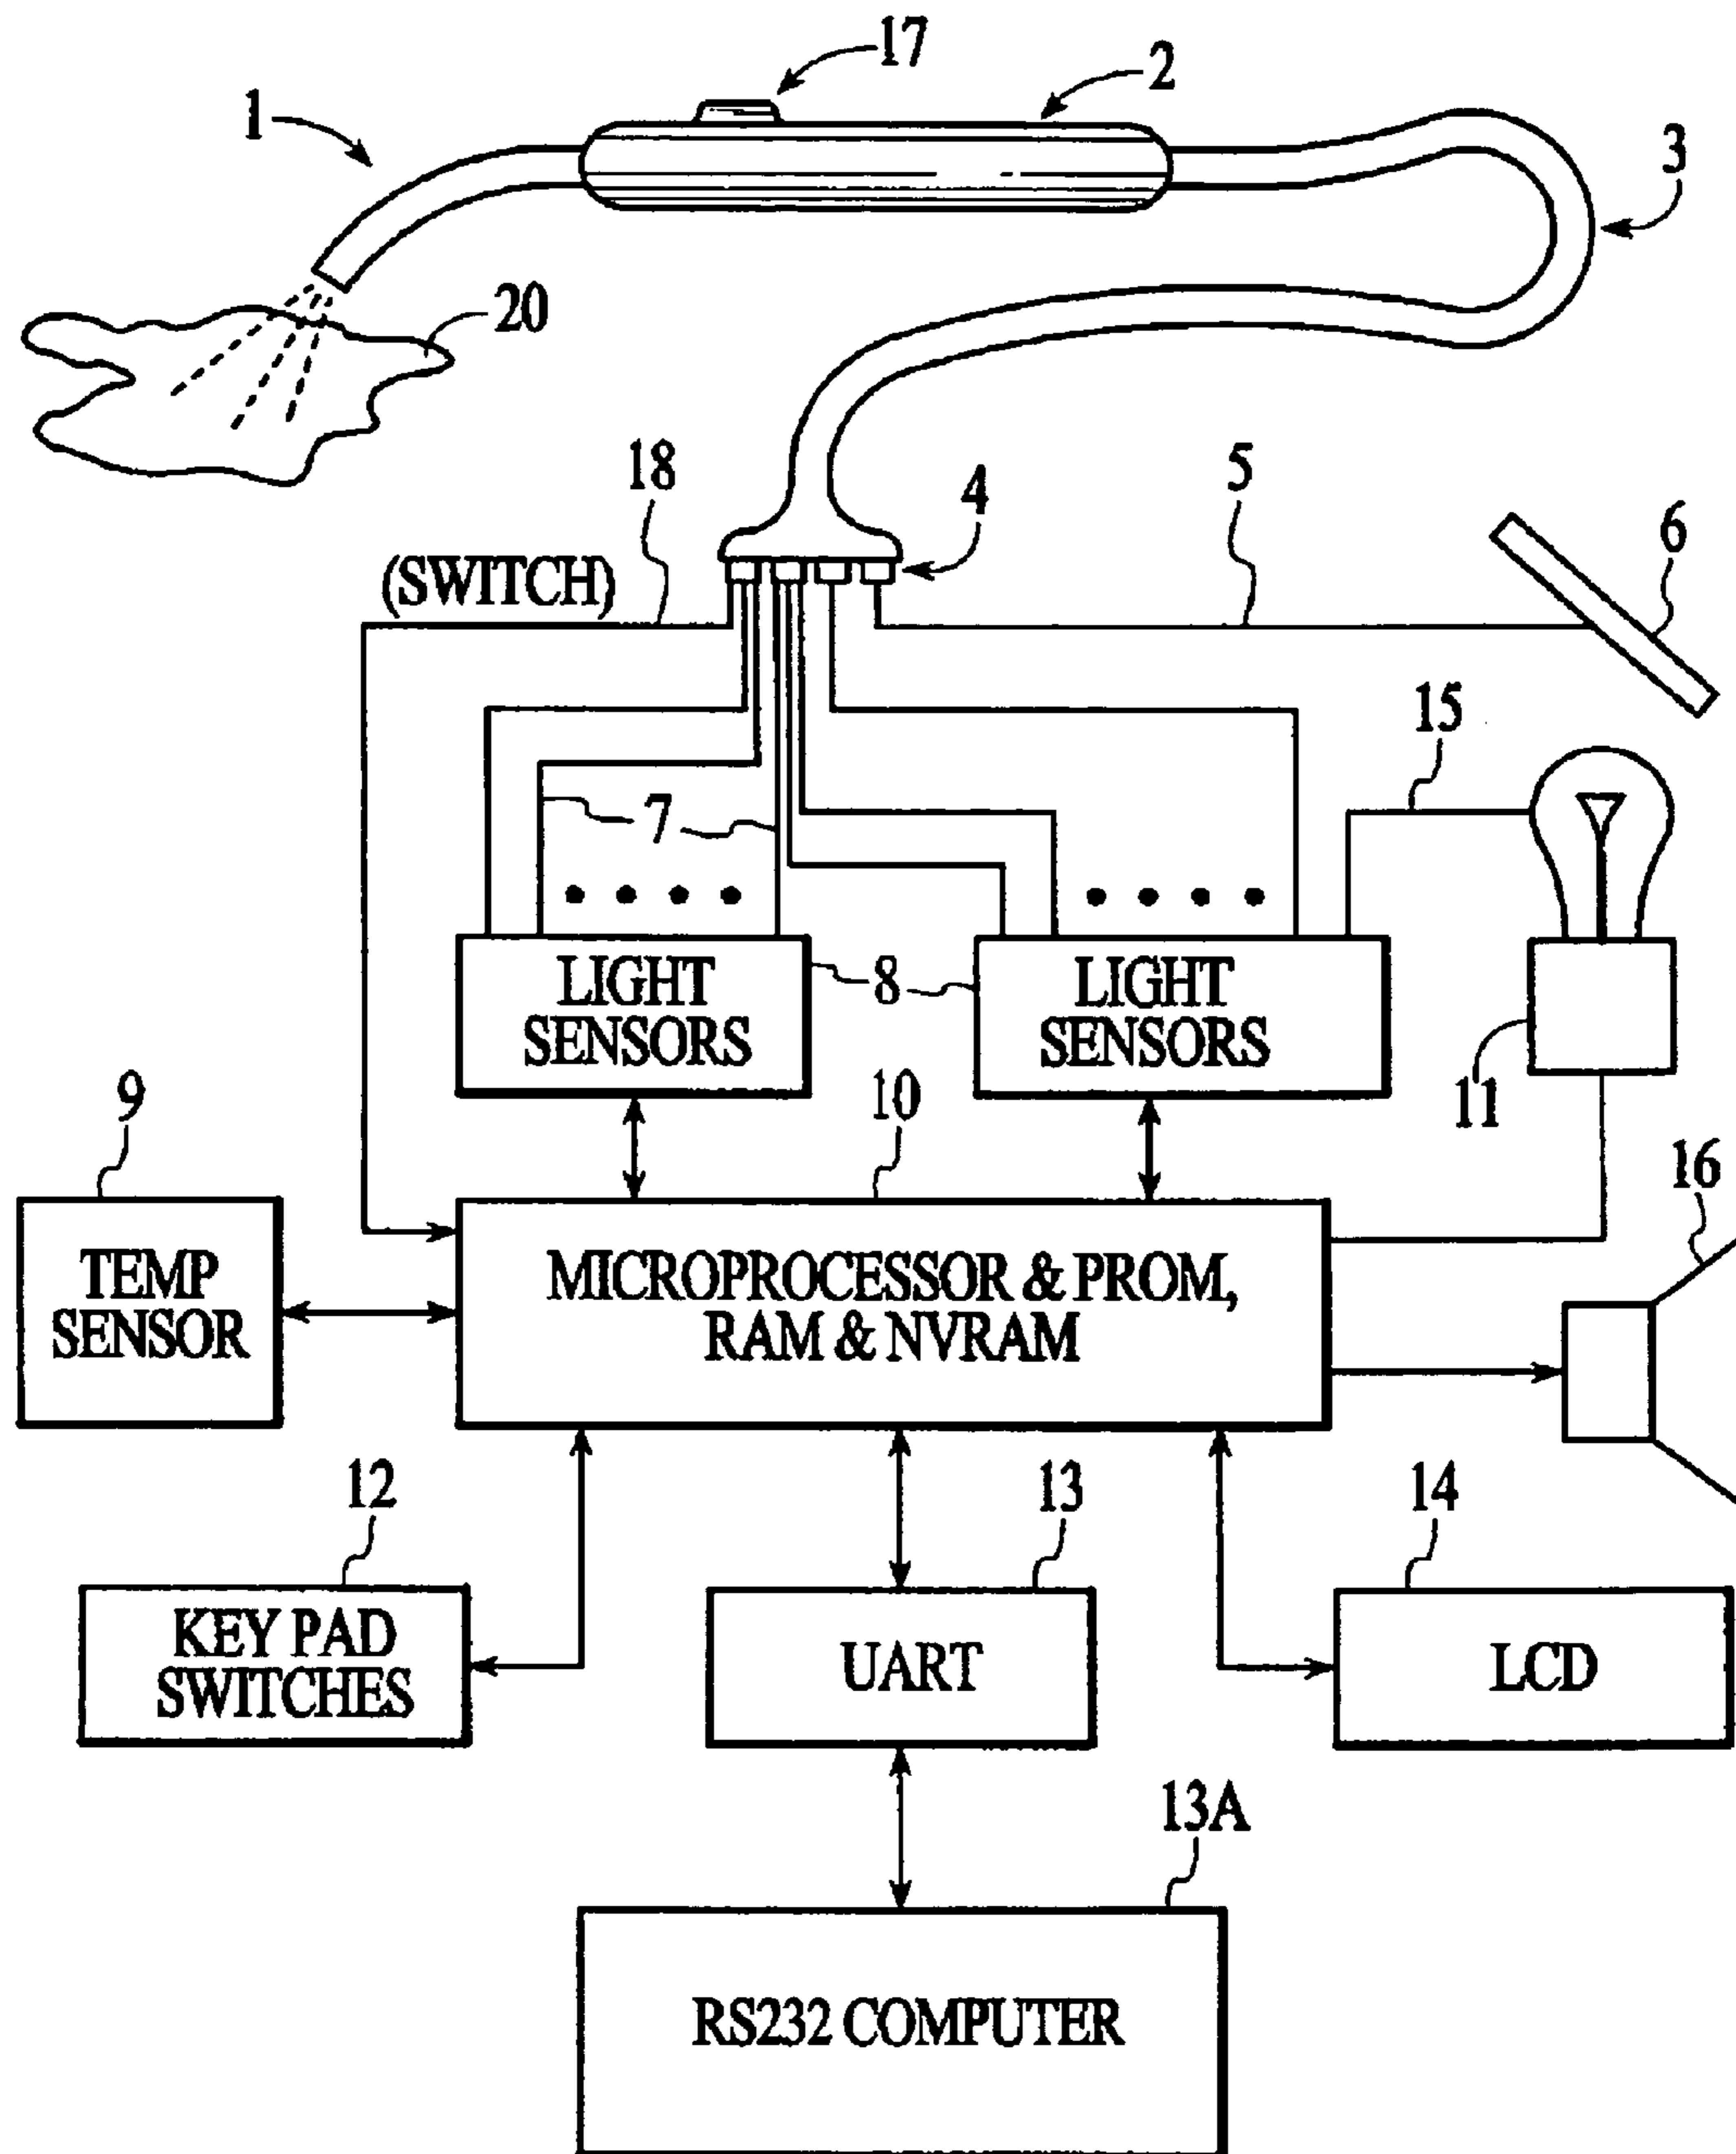 17
2
1
3
20
18
4
5
6
(SWITCH)
15
7
LIGHT
SENSORS
8
LIGHT
SENSORS
11
9
10
16
TEMP
SENSOR
MICROPROCESSOR & PROM,
RAM & NVRAM
12
13
14
KEY PAD
SWITCHES
UART
LCD
13A
RS232 COMPUTER